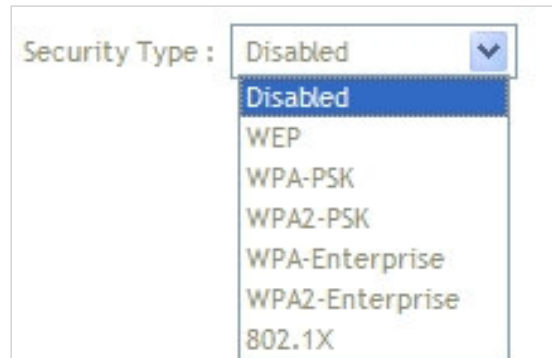 Security Type : Disabled
Disabled
WEP
WPA-PSK
WPA2-PSK
WPA-Enterprise
WPA2-Enterprise
802.1X